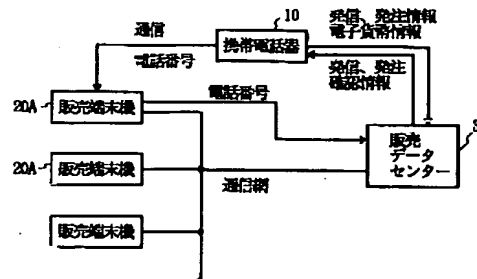 10
発信、発注情報
電子貨幣情報
通信
携帯電話器
電話番号
発信、発注
確認情報
20A
販売端末機
電話番号
3
販売
データ
センター
20A
販売端末機
通信網
販売端末機